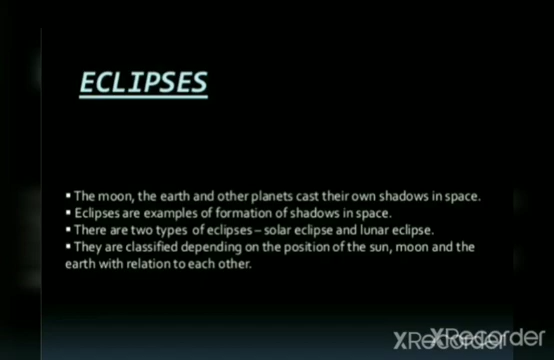 ECLIPSES
▪ The moon, the earth and other planets cast their own shadows in space.
▪ Eclipses are examples of formation of shadows in space.
▪ There are two types of eclipses – solar eclipse and lunar eclipse.
▪ They are classified depending on the position of the sun, moon and the
earth with relation to each other.
XRecorder
XRecorder